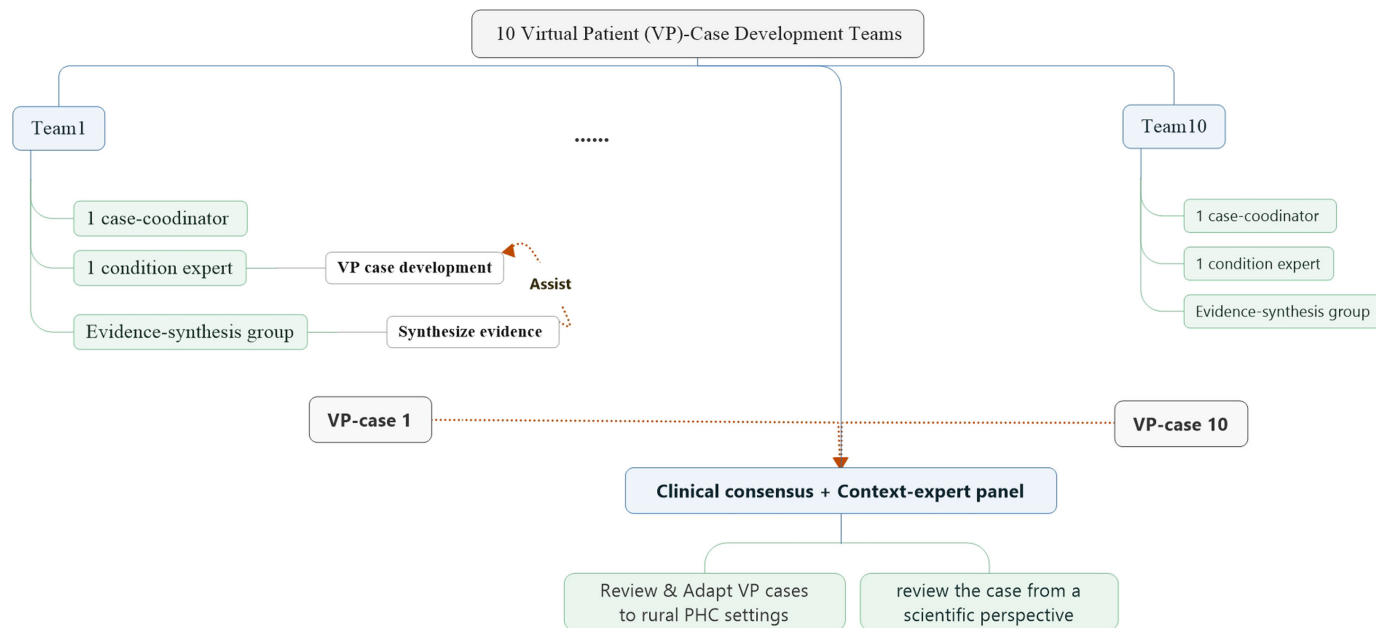 10 Virtual Patient (VP)-Case Development Teams
Team1
......
Team10
1 case-coodinator
1 condition expert
VP case development
Assist
Evidence-synthesis group
Synthesize evidence
1 case-coodinator
1 condition expert
Evidence-synthesis group
VP-case 1
VP-case 10
Clinical consensus + Context-expert panel
Review & Adapt VP cases
to rural PHC settings
review the case from a
scientific perspective